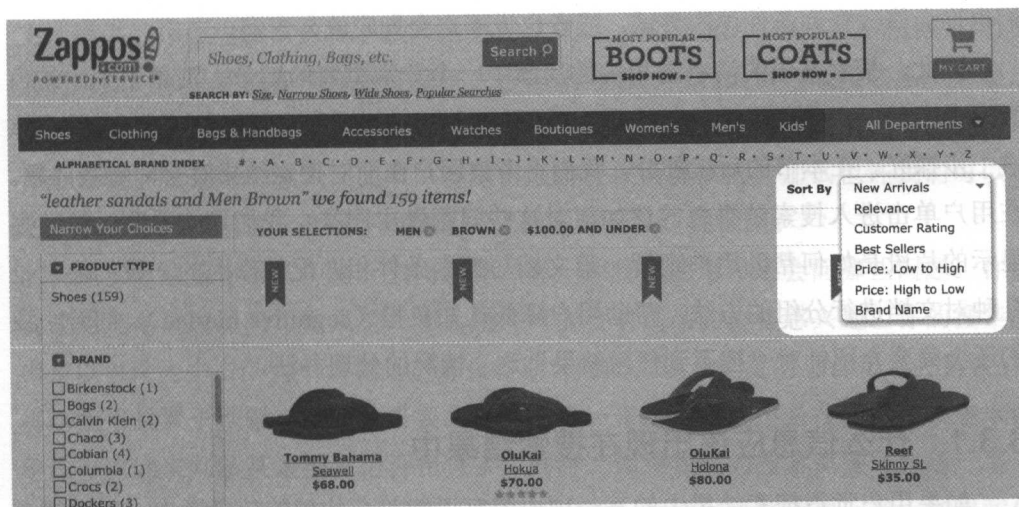 Zappos
.com
POWERED by SERVICE®
Shoes, Clothing, Bags, etc.
Search
MOST POPULAR
BOOTS
SHOP NOW »
MOST POPULAR
COATS
SHOP NOW »
MY CART
SEARCH BY: Size, Narrow Shoes, Wide Shoes, Popular Searches
Shoes Clothing Bags & Handbags Accessories Watches Boutiques Women's Men's Kids' All Departments
ALPHABETICAL BRAND INDEX # • A • B • C • D • E • F • G • H • I • J • K • L • M • N • O • P • Q • R • S • T • U • V • W • X • Y • Z
"leather sandals and Men Brown" we found 159 items!
Sort By New Arrivals
Relevance
Customer Rating
Best Sellers
Price: Low to High
Price: High to Low
Brand Name
Narrow Your Choices
YOUR SELECTIONS: MEN BROWN $100.00 AND UNDER
PRODUCT TYPE
Shoes (159)
NEW
NEW
NEW
BRAND
Birkenstock (1)
Bogs (2)
Calvin Klein (2)
Chaco (3)
Cobian (4)
Columbia (1)
Crocs (2)
Dockers (3)
Tommy Bahama
Seawell
$68.00
OluKai
Hokua
$70.00
OluKai
Holona
$80.00
Reef
Skinny SL
$35.00